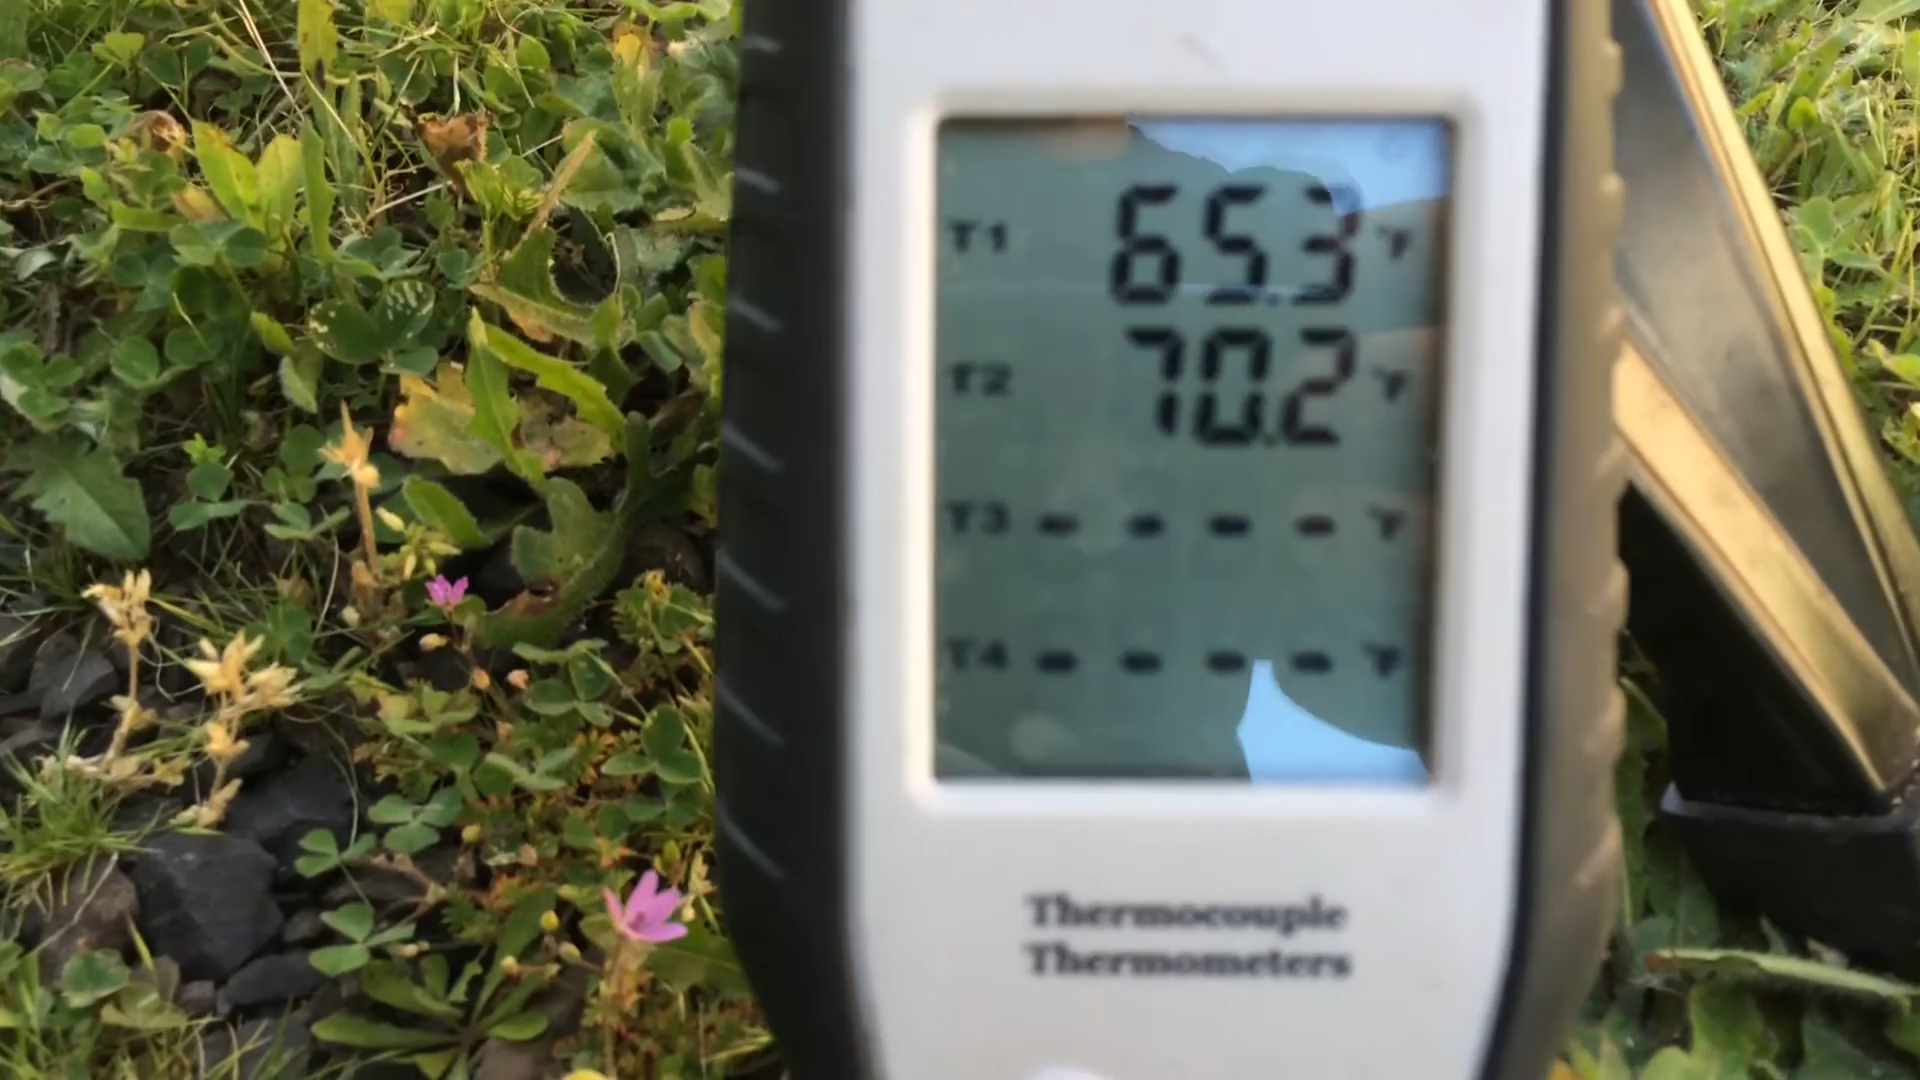 T1 65.3 °F
T2 70.2 °F
T3 - - - - °F
T4 - - - - °F
Thermocouple
Thermometers